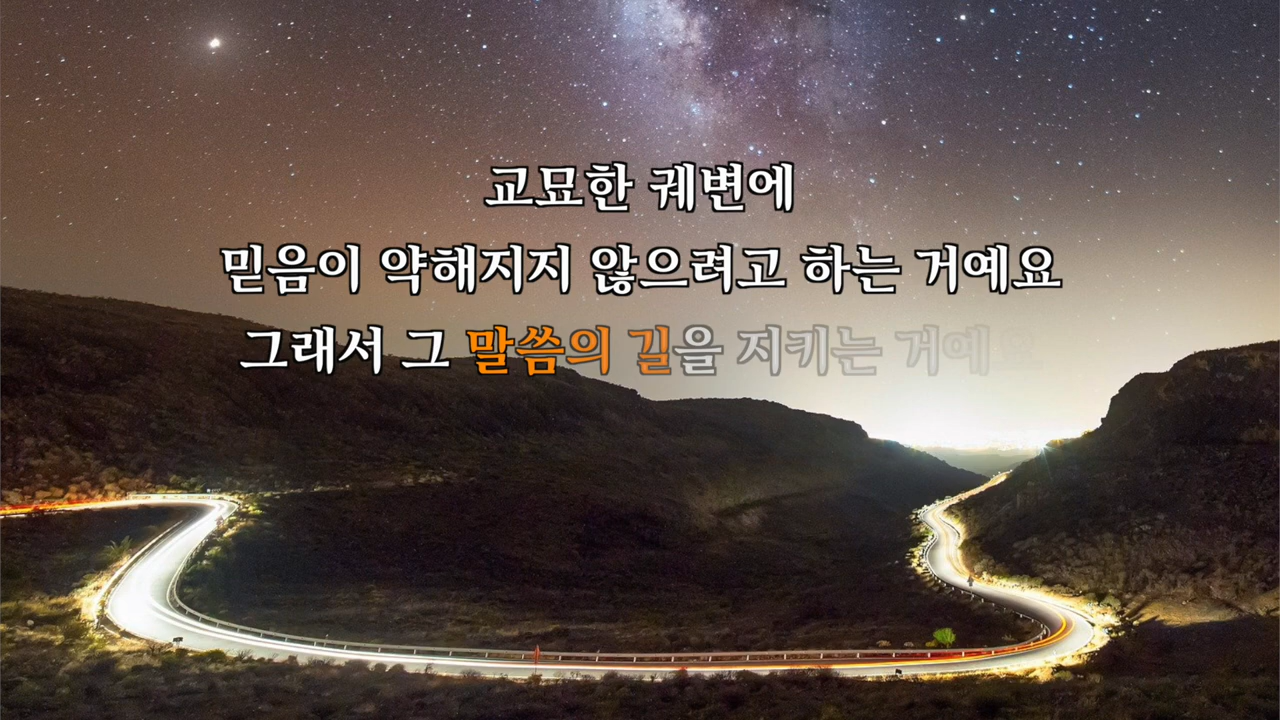 교묘한 궤변에
믿음이 약해지지 않으려고 하는 거예요
그래서 그 말씀의 길을 지키는 거예